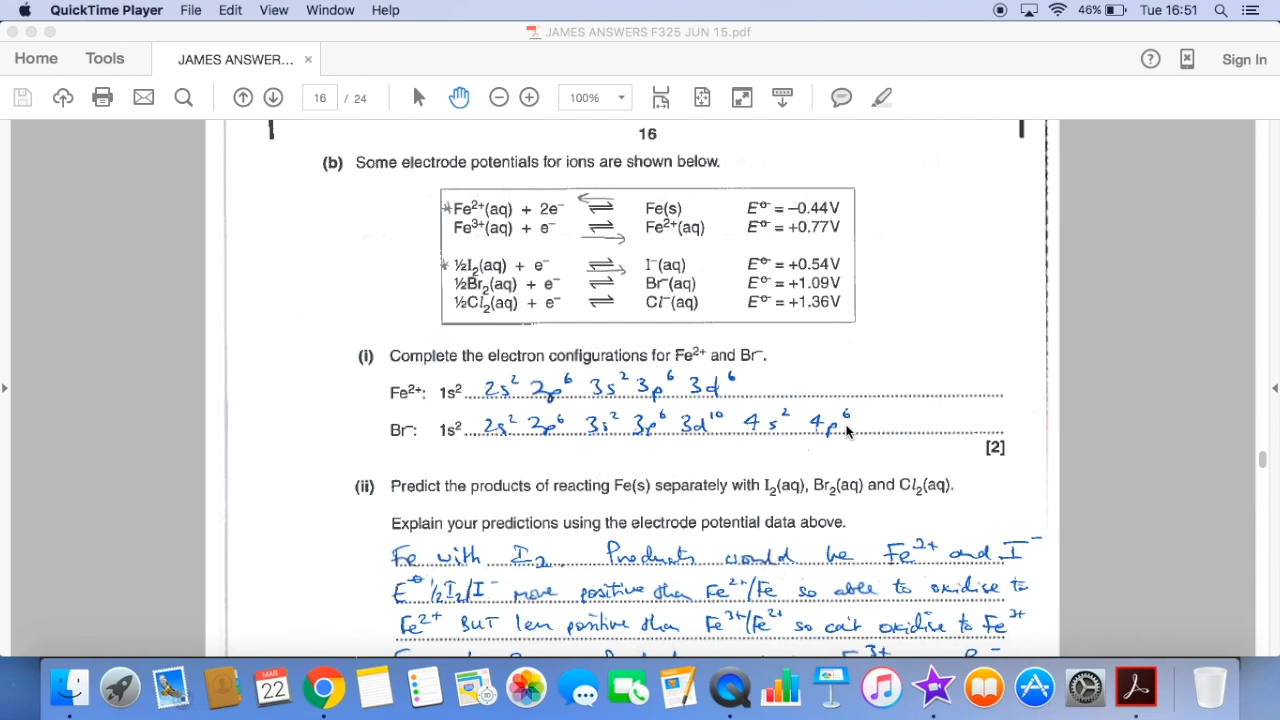 QuickTime Player File Edit View Window Help 46% Tue 16:51
JAMES ANSWERS F325 JUN 15.pdf
Home Tools JAMES ANSWER... × Sign In
16 / 24 100%
16
(b) Some electrode potentials for ions are shown below.
*Fe²⁺(aq) + 2e⁻ ⇌ Fe(s) E⦵ = –0.44V
Fe³⁺(aq) + e⁻ ⇌ Fe²⁺(aq) E⦵ = +0.77V
* ½I₂(aq) + e⁻ ⇌ I⁻(aq) E⦵ = +0.54V
½Br₂(aq) + e⁻ ⇌ Br⁻(aq) E⦵ = +1.09V
½Cl₂(aq) + e⁻ ⇌ Cl⁻(aq) E⦵ = +1.36V
(i) Complete the electron configurations for Fe²⁺ and Br⁻.
Fe²⁺: 1s² 2s² 2p⁶ 3s² 3p⁶ 3d⁶
Br⁻: 1s² 2s² 2p⁶ 3s² 3p⁶ 3d¹⁰ 4s² 4p⁶
[2]
(ii) Predict the products of reacting Fe(s) separately with I₂(aq), Br₂(aq) and Cl₂(aq).
Explain your predictions using the electrode potential data above.
Fe with I₂. Products would be Fe²⁺ and I⁻
E⦵ ½I₂/I⁻ more positive than Fe²⁺/Fe so able to oxidise to
Fe²⁺ BUT less positive than Fe³⁺/Fe²⁺ so can't oxidise to Fe³⁺
MAR 22